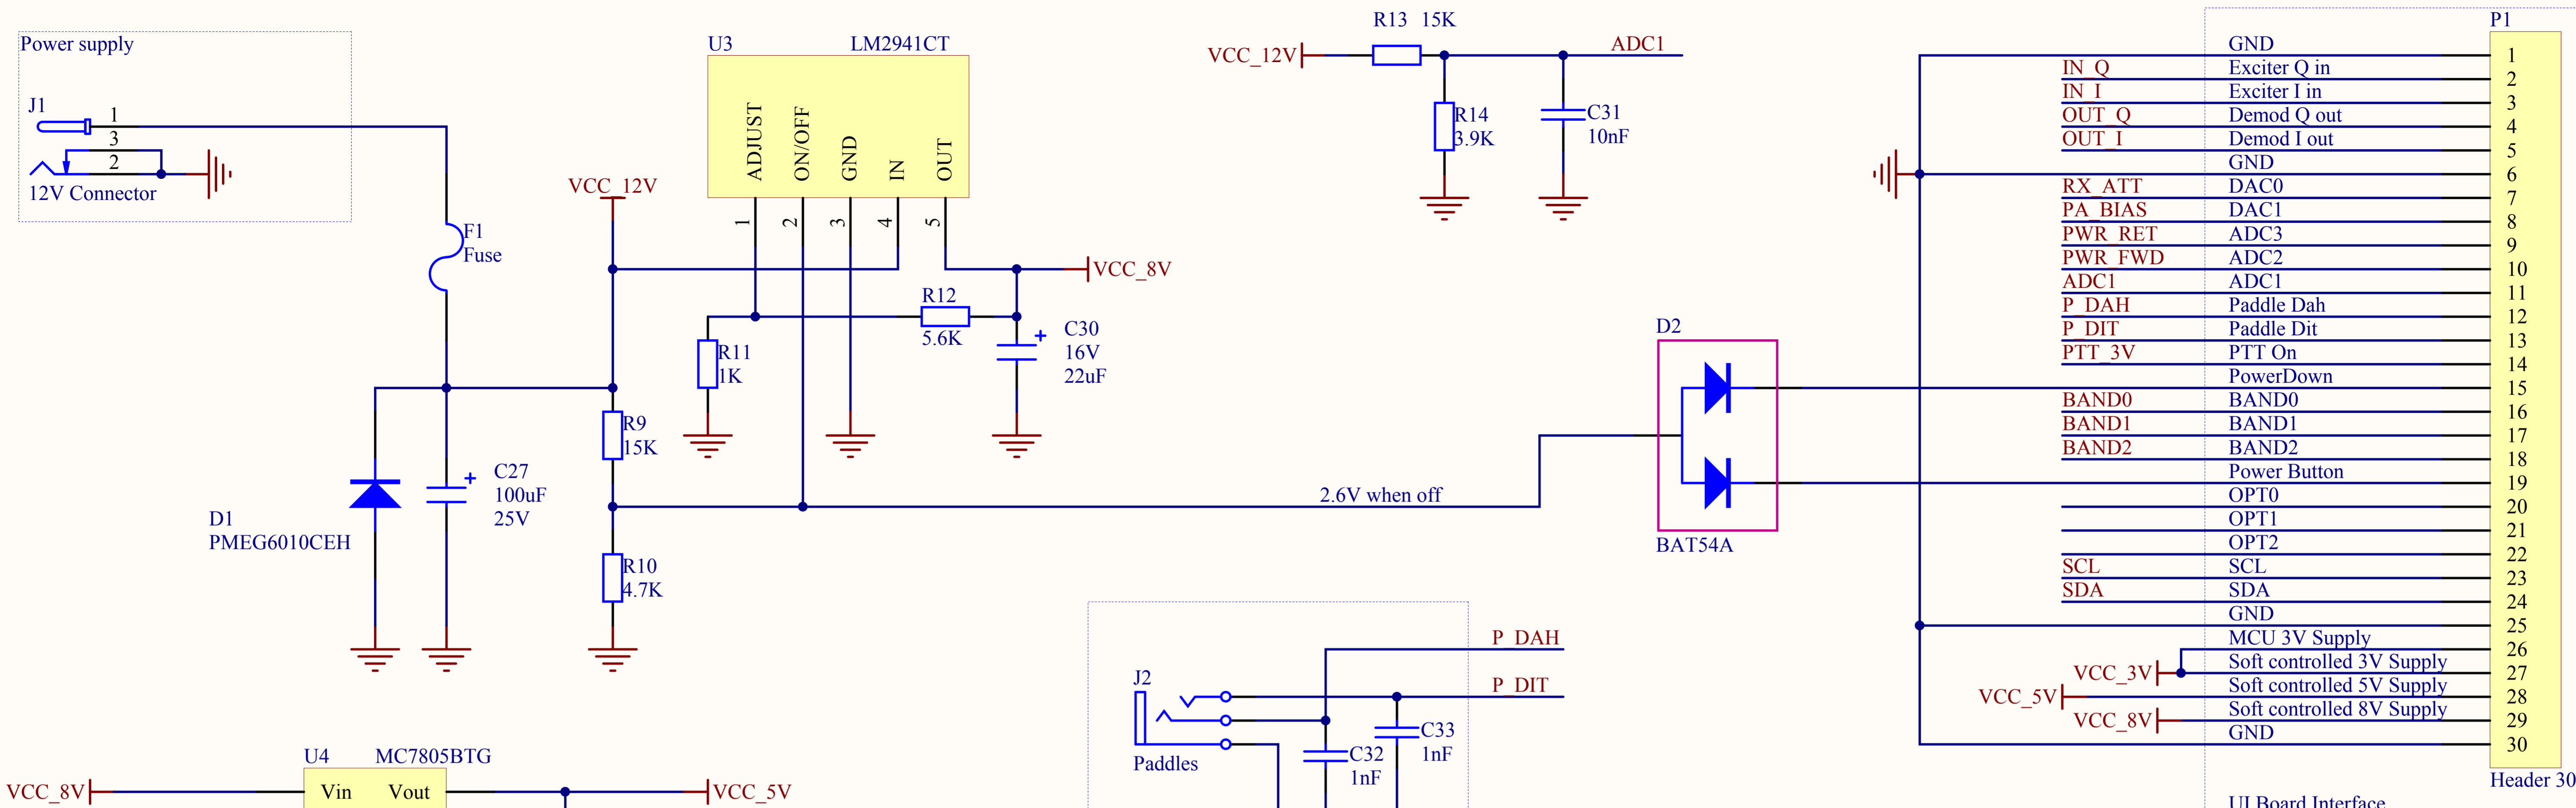 Power supply
J1
1
3
2
12V Connector
F1
Fuse
VCC_12V
U3 LM2941CT
ADJUST
ON/OFF
GND
IN
OUT
1
2
3
4
5
VCC_8V
R12
5.6K
R11
1K
C30
16V
22uF
R9
15K
C27
100uF
25V
D1
PMEG6010CEH
R10
4.7K
2.6V when off
R13 15K
VCC_12V
ADC1
R14
3.9K
C31
10nF
D2
BAT54A
J2
Paddles
P_DAH
P_DIT
C33
1nF
C32
1nF
U4 MC7805BTG
VCC_8V
Vin Vout
VCC_5V
P1
GND 1
IN_Q Exciter Q in 2
IN_I Exciter I in 3
OUT_Q Demod Q out 4
OUT_I Demod I out 5
GND 6
RX_ATT DAC0 7
PA_BIAS DAC1 8
PWR_RET ADC3 9
PWR_FWD ADC2 10
ADC1 ADC1 11
P_DAH Paddle Dah 12
P_DIT Paddle Dit 13
PTT_3V PTT On 14
PowerDown 15
BAND0 BAND0 16
BAND1 BAND1 17
BAND2 BAND2 18
Power Button 19
OPT0 20
OPT1 21
OPT2 22
SCL SCL 23
SDA SDA 24
GND 25
MCU 3V Supply 26
VCC_3V Soft controlled 3V Supply 27
VCC_5V Soft controlled 5V Supply 28
VCC_8V Soft controlled 8V Supply 29
GND 30
Header 30
UI Board Interface